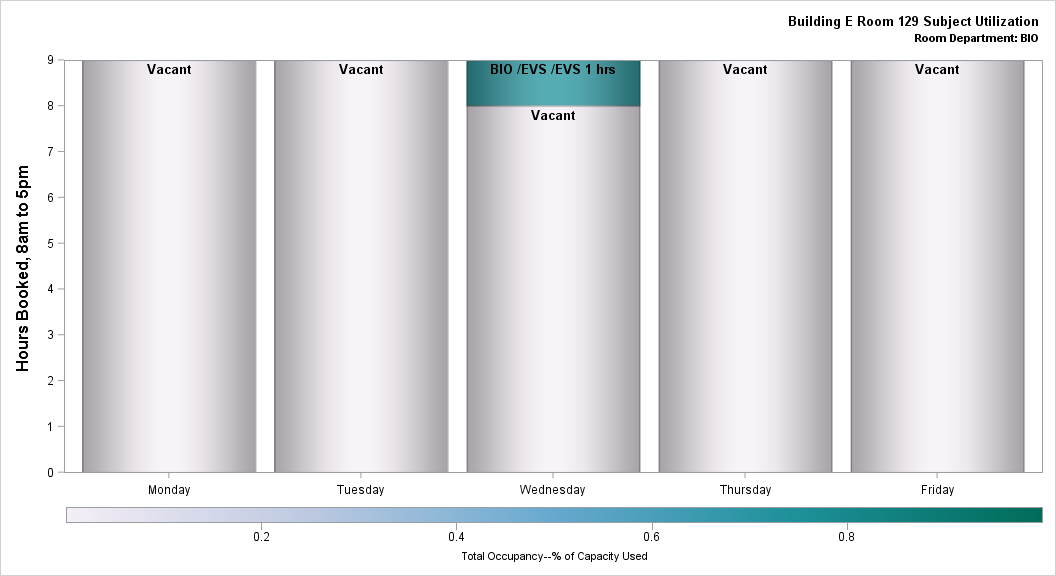 Building E Room 129 Subject Utilization
Room Department: BIO
Hours Booked, 8am to 5pm
9
8
7
6
5
4
3
2
1
0
Vacant
Vacant
BIO /EVS /EVS 1 hrs
Vacant
Vacant
Vacant
Monday
Tuesday
Wednesday
Thursday
Friday
0.2
0.4
0.6
0.8
Total Occupancy--% of Capacity Used